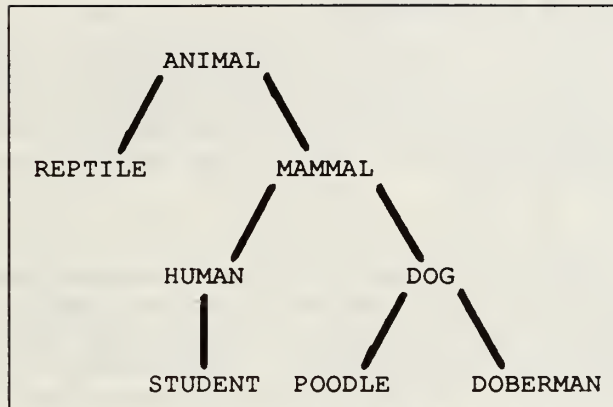 ANIMAL
REPTILE MAMMAL
HUMAN DOG
STUDENT POODLE DOBERMAN